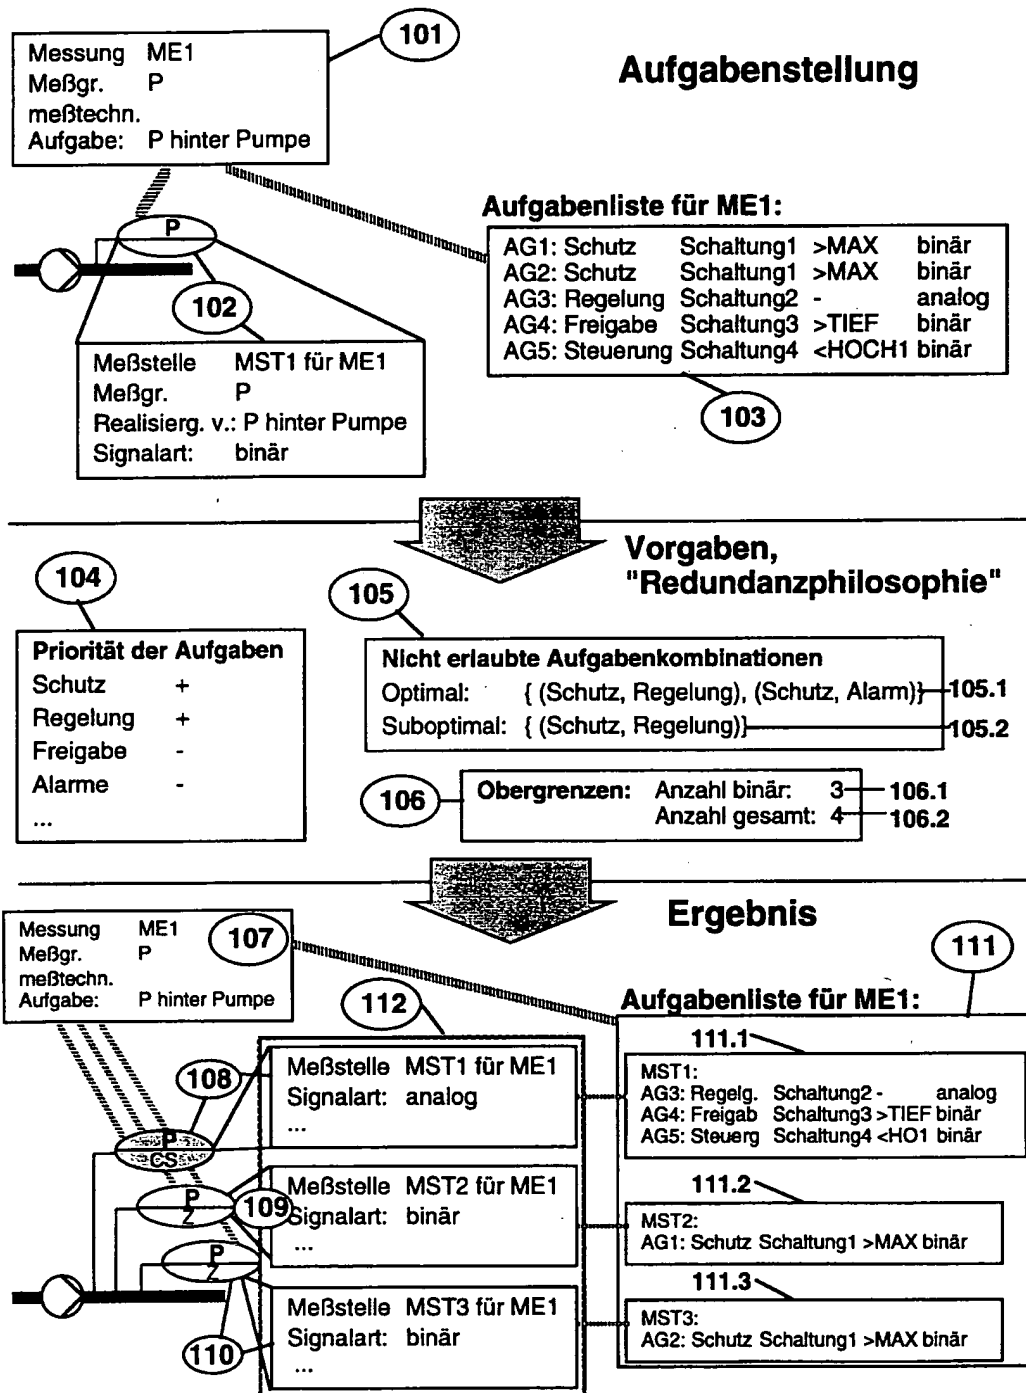 101
Messung ME1
Meßgr. P
meßtechn.
Aufgabe: P hinter Pumpe
Aufgabenstellung
P
102
Meßstelle MST1 für ME1
Meßgr. P
Realisierg. v.: P hinter Pumpe
Signalart: binär
Aufgabenliste für ME1:
AG1: Schutz Schaltung1 >MAX binär
AG2: Schutz Schaltung1 >MAX binär
AG3: Regelung Schaltung2 - analog
AG4: Freigabe Schaltung3 >TIEF binär
AG5: Steuerung Schaltung4 <HOCH1 binär
103
Vorgaben,
"Redundanzphilosophie"
104
Priorität der Aufgaben
Schutz +
Regelung +
Freigabe -
Alarme -
...
105
Nicht erlaubte Aufgabenkombinationen
Optimal: { (Schutz, Regelung), (Schutz, Alarm)} 105.1
Suboptimal: { (Schutz, Regelung)} 105.2
106
Obergrenzen: Anzahl binär: 3 106.1
Anzahl gesamt: 4 106.2
Ergebnis
Messung ME1
Meßgr. P
meßtechn.
Aufgabe: P hinter Pumpe
107
111
112
Aufgabenliste für ME1:
108
P
CS
Meßstelle MST1 für ME1
Signalart: analog
...
111.1
MST1:
AG3: Regelg. Schaltung2 - analog
AG4: Freigab Schaltung3 >TIEF binär
AG5: Steuerg Schaltung4 <HO1 binär
P
Z
109
Meßstelle MST2 für ME1
Signalart: binär
...
111.2
MST2:
AG1: Schutz Schaltung1 >MAX binär
P
Z
110
Meßstelle MST3 für ME1
Signalart: binär
...
111.3
MST3:
AG2: Schutz Schaltung1 >MAX binär